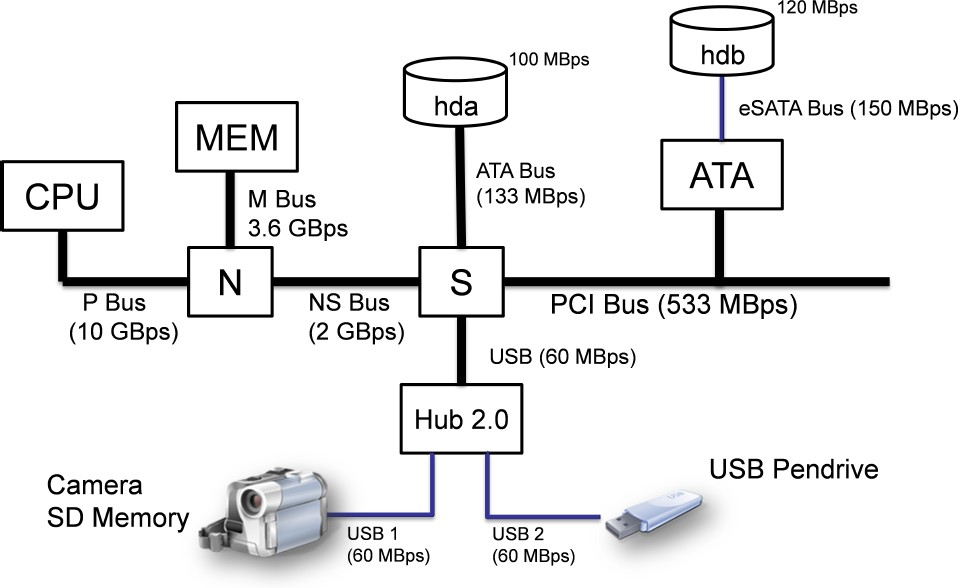 120 MBps
hdb
100 MBps
hda
eSATA Bus (150 MBps)
MEM
ATA Bus
(133 MBps)
ATA
CPU
M Bus
3.6 GBps
N
S
P Bus
(10 GBps)
NS Bus
(2 GBps)
PCI Bus (533 MBps)
USB (60 MBps)
Hub 2.0
Camera
SD Memory
USB Pendrive
USB 1
(60 MBps)
USB 2
(60 MBps)
USB